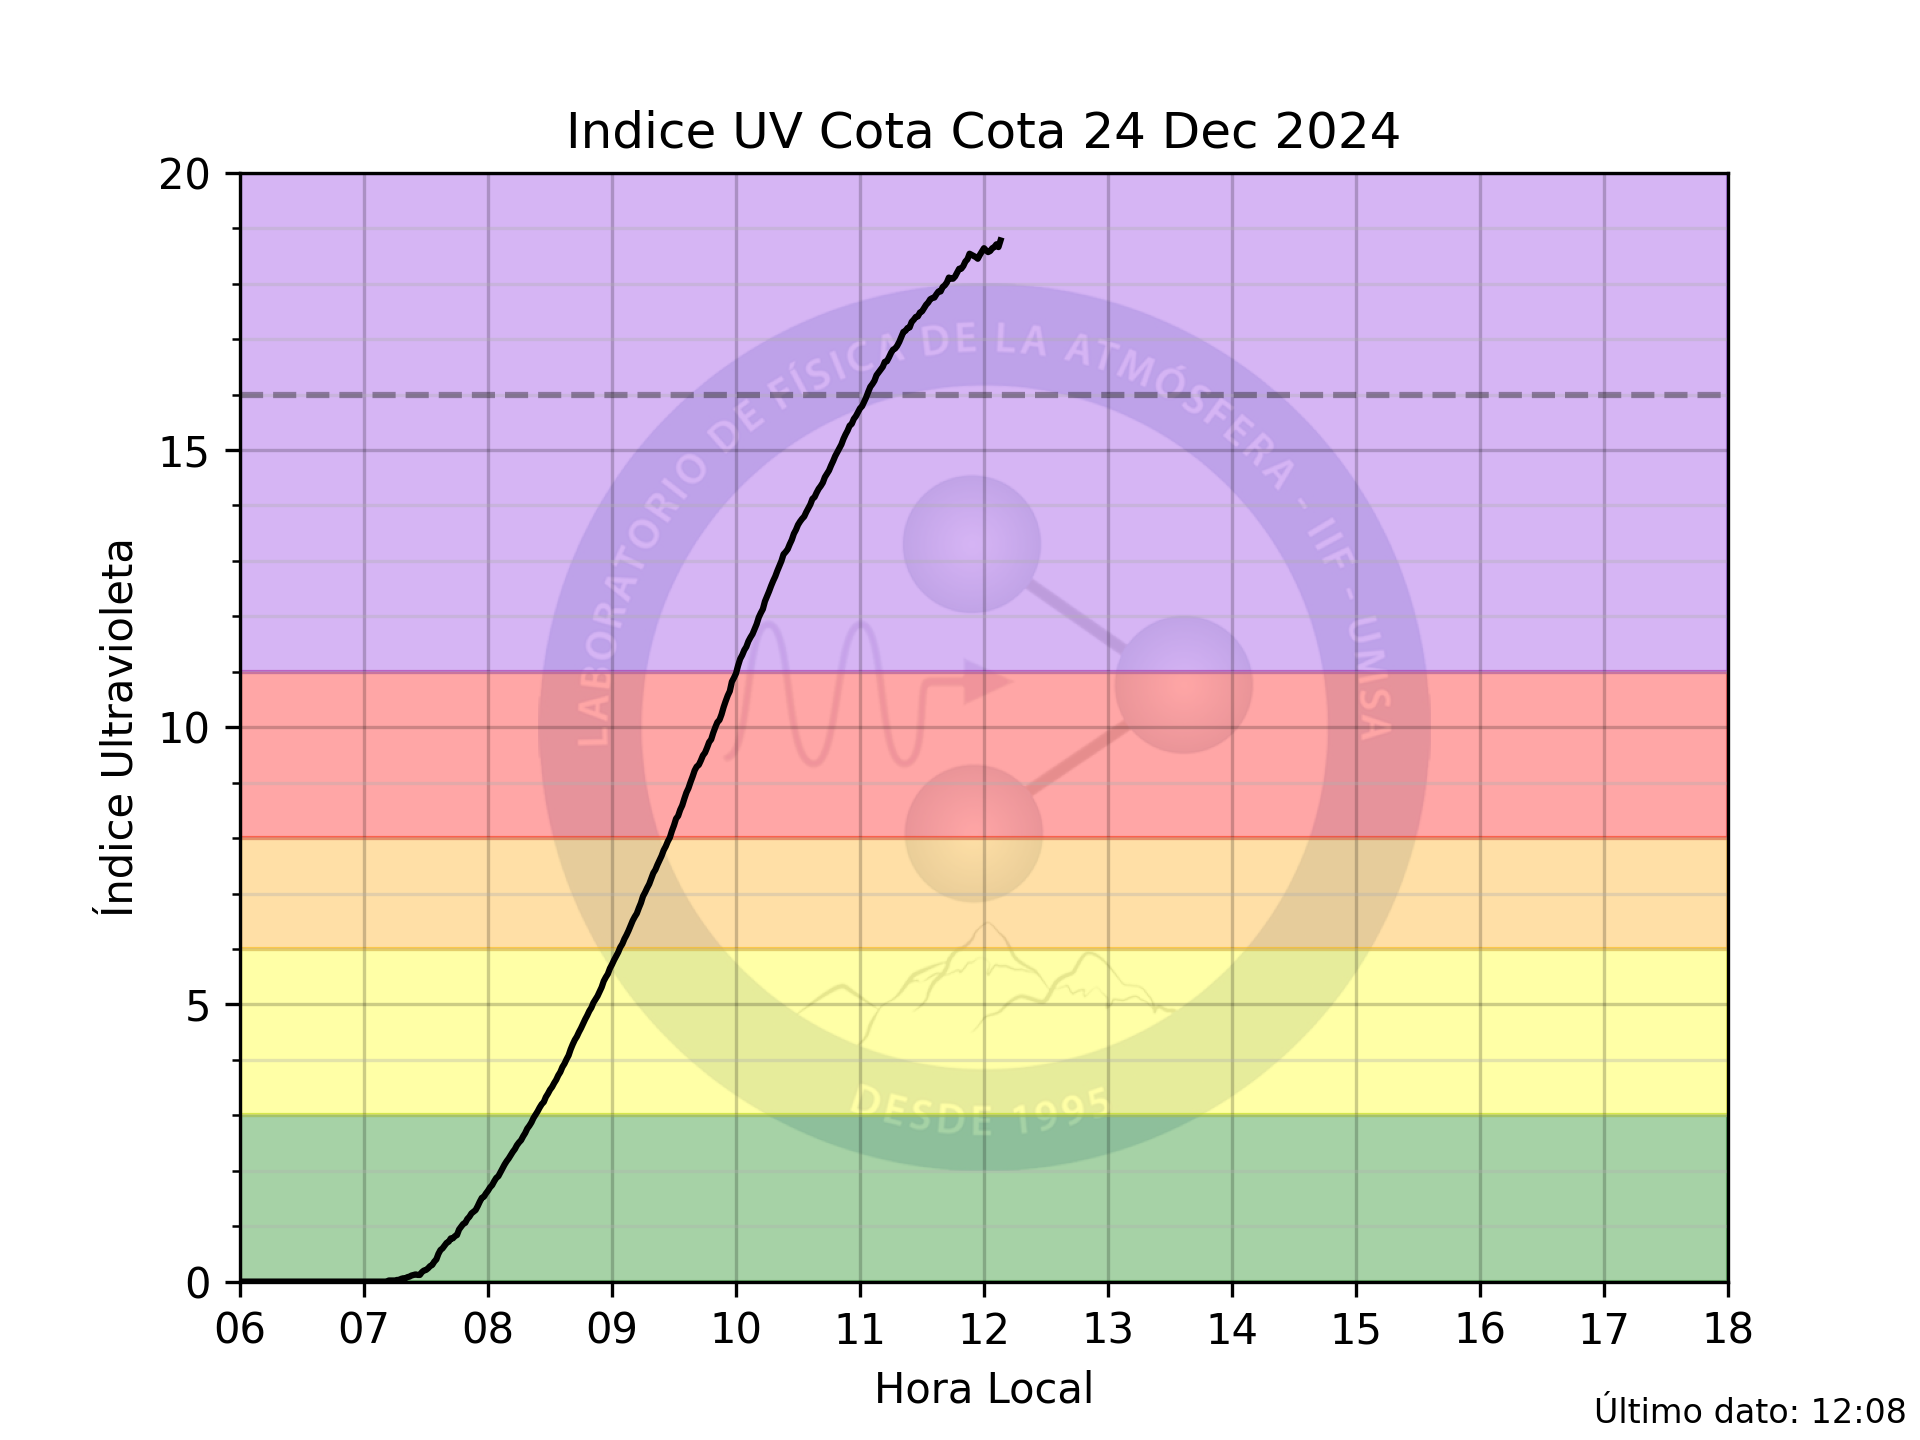 Indice UV Cota Cota 24 Dec 2024
20
15
10
5
0
Índice Ultravioleta
LABORATORIO DE FÍSICA DE LA ATMÓSFERA - IIF - UMSA
DESDE 1995
06 07 08 09 10 11 12 13 14 15 16 17 18
Hora Local
Último dato: 12:08